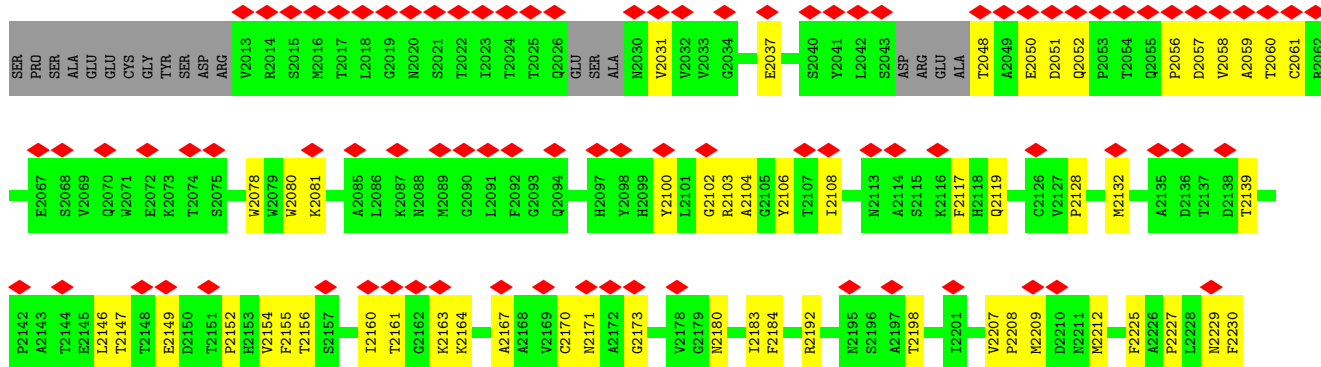 SER PRO SER ALA GLU GLU CYS GLY TYR SER ASP ARG V2013 R2014 S2015 M2016 T2017 L2018 G2019 N2020 S2021 T2022 I2023 T2024 T2025 Q2026 GLU SER ALA N2030 V2031 V2032 V2033 G2034 E2037 S2040 Y2041 L2042 S2043 ASP ARG GLU ALA T2048 A2049 E2050 D2051 Q2052 P2053 T2054 Q2055 P2056 D2057 V2058 A2059 T2060 C2061 R2062
E2067 S2068 V2069 Q2070 W2071 E2072 K2073 T2074 S2075 W2078 W2079 W2080 K2081 A2085 L2086 K2087 N2088 M2089 G2090 L2091 F2092 G2093 Q2094 H2097 Y2098 H2099 Y2100 L2101 G2102 R2103 A2104 G2105 Y2106 T2107 I2108 N2113 A2114 S2115 K2116 F2117 H2118 Q2119 C2126 V2127 P2128 M2132 A2135 D2136 T2137 D2138 T2139
P2142 A2143 T2144 E2145 L2146 T2147 T2148 E2149 D2150 T2151 P2152 H2153 V2154 F2155 T2156 S2157 I2160 T2161 G2162 K2163 K2164 A2167 A2168 V2169 C2170 N2171 A2172 G2173 V2178 G2179 N2180 I2183 F2184 R2192 N2195 S2196 A2197 T2198 I2201 V2207 P2208 M2209 D2210 N2211 M2212 F2225 A2226 P2227 L2228 N2229 F2230